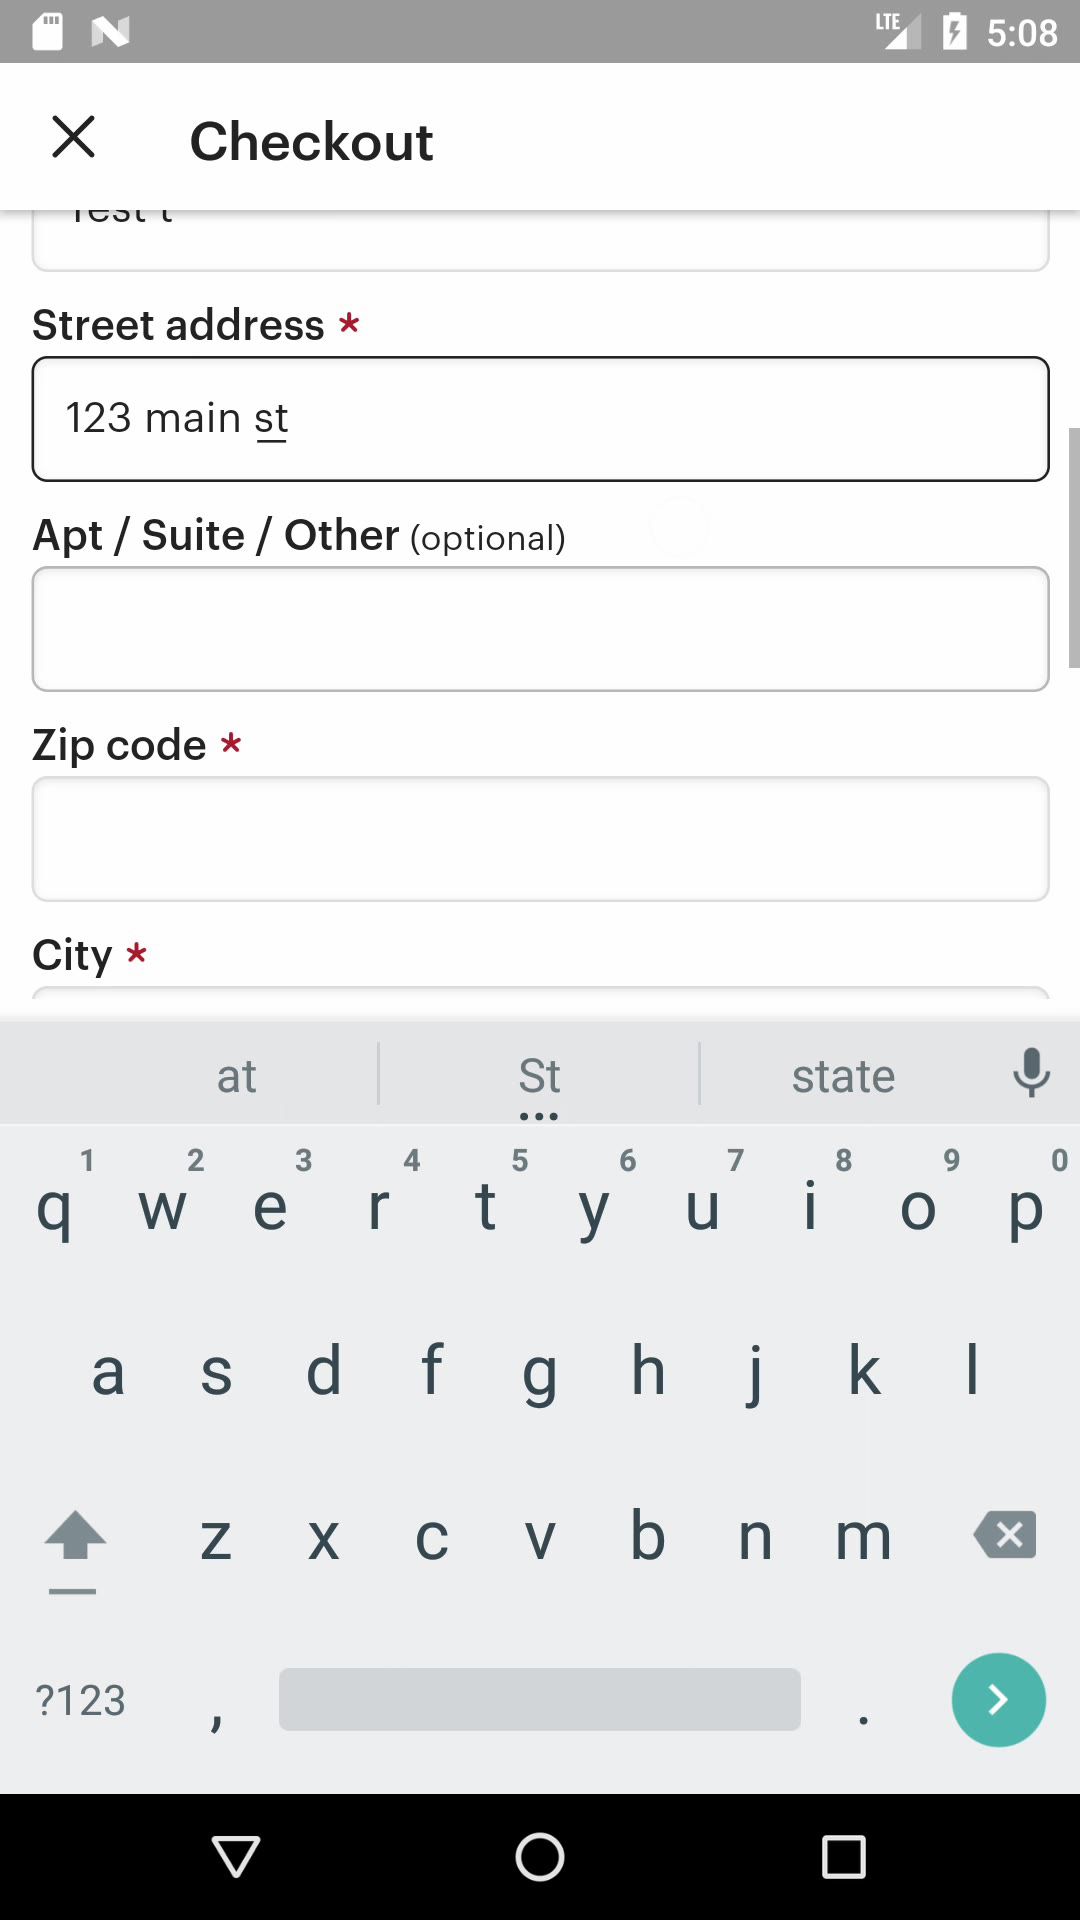 LTE 5:08
Checkout
Test t
Street address *
123 main st
Apt / Suite / Other (optional)
Zip code *
City *
at St state
1 2 3 4 5 6 7 8 9 0
q w e r t y u i o p
a s d f g h j k l
z x c v b n m
?123 , .